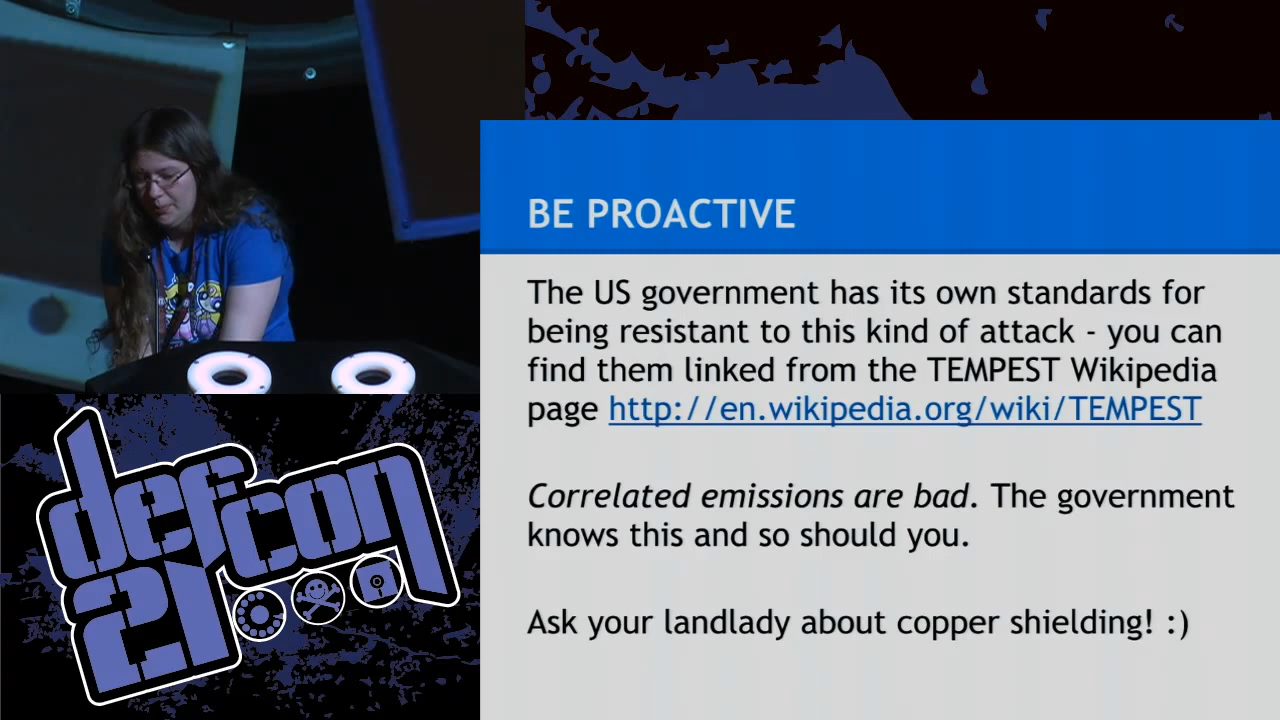 BE PROACTIVE
The US government has its own standards for
being resistant to this kind of attack - you can
find them linked from the TEMPEST Wikipedia
page http://en.wikipedia.org/wiki/TEMPEST
Correlated emissions are bad. The government
knows this and so should you.
Ask your landlady about copper shielding! :)
defcon
21